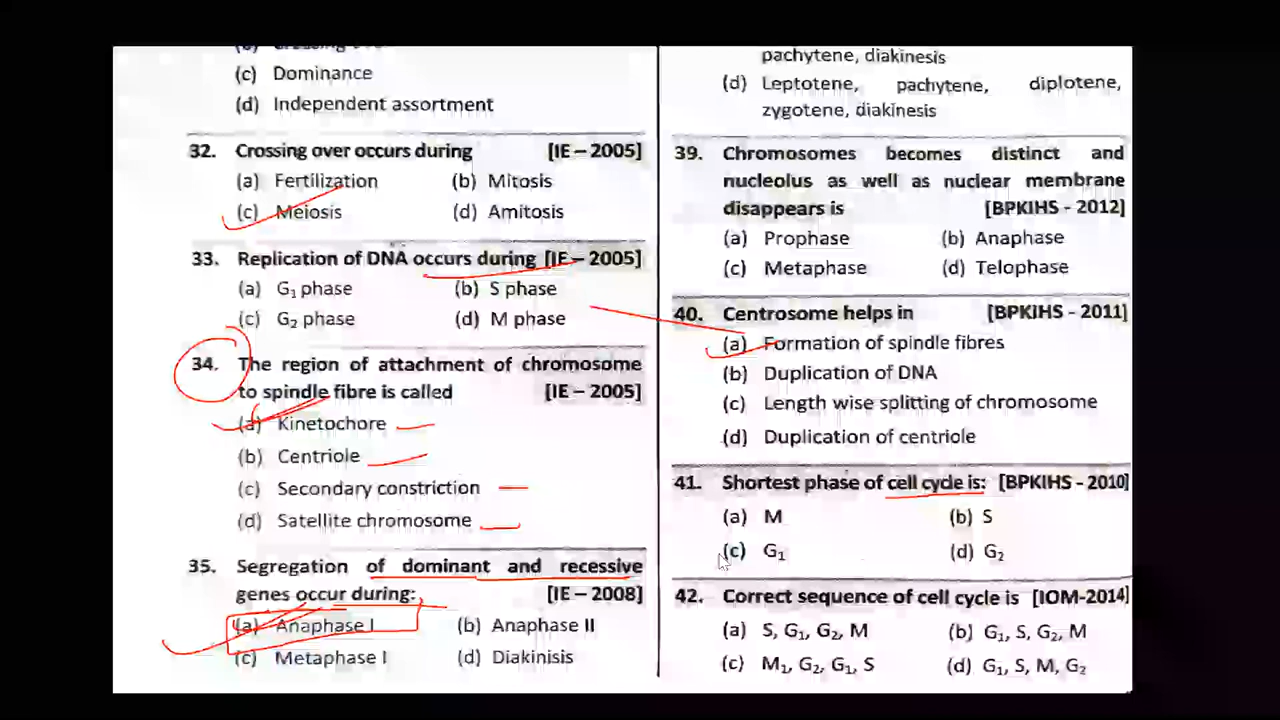 (c) Dominance
(d) Independent assortment
32. Crossing over occurs during [IE – 2005]
(a) Fertilization (b) Mitosis
(c) Meiosis (d) Amitosis
33. Replication of DNA occurs during [IE – 2005]
(a) G₁ phase (b) S phase
(c) G₂ phase (d) M phase
34. The region of attachment of chromosome
to spindle fibre is called [IE – 2005]
(a) Kinetochore
(b) Centriole
(c) Secondary constriction
(d) Satellite chromosome
35. Segregation of dominant and recessive
genes occur during: [IE – 2008]
(a) Anaphase I (b) Anaphase II
(c) Metaphase I (d) Diakinisis
pachytene, diakinesis
(d) Leptotene, pachytene, diplotene,
zygotene, diakinesis
39. Chromosomes becomes distinct and
nucleolus as well as nuclear membrane
disappears is [BPKIHS - 2012]
(a) Prophase (b) Anaphase
(c) Metaphase (d) Telophase
40. Centrosome helps in [BPKIHS - 2011]
(a) Formation of spindle fibres
(b) Duplication of DNA
(c) Length wise splitting of chromosome
(d) Duplication of centriole
41. Shortest phase of cell cycle is: [BPKIHS - 2010]
(a) M (b) S
(c) G₁ (d) G₂
42. Correct sequence of cell cycle is [IOM-2014]
(a) S, G₁, G₂, M (b) G₁, S, G₂, M
(c) M₁, G₂, G₁, S (d) G₁, S, M, G₂